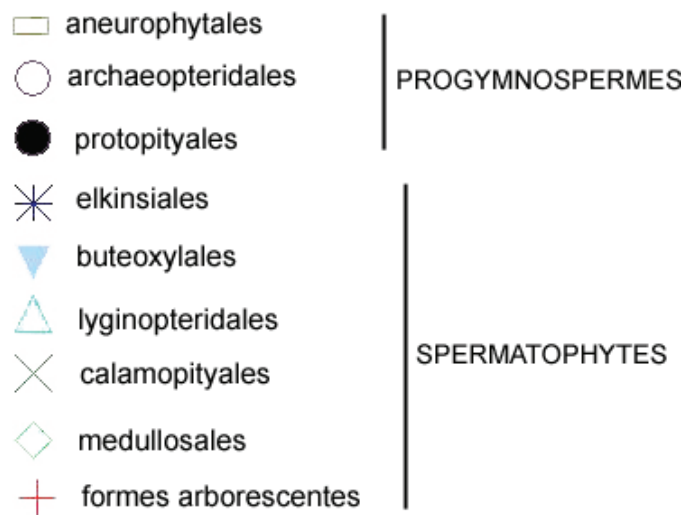 aneurophytales
archaeopteridales
PROGYMNOSPERMES
protopityales
elkinsiales
buteoxylales
lyginopteridales
SPERMATOPHYTES
calamopityales
medullosales
formes arborescentes